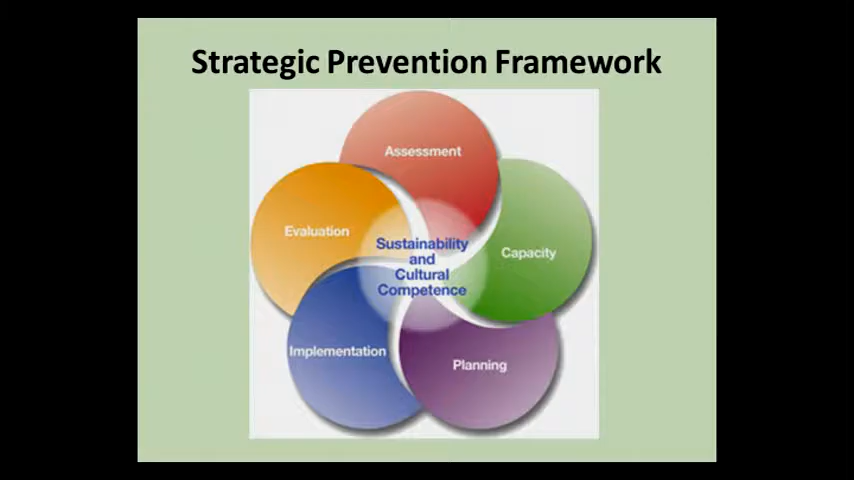 Strategic Prevention Framework
Assessment
Evaluation
Sustainability
and
Cultural
Competence
Capacity
Implementation
Planning